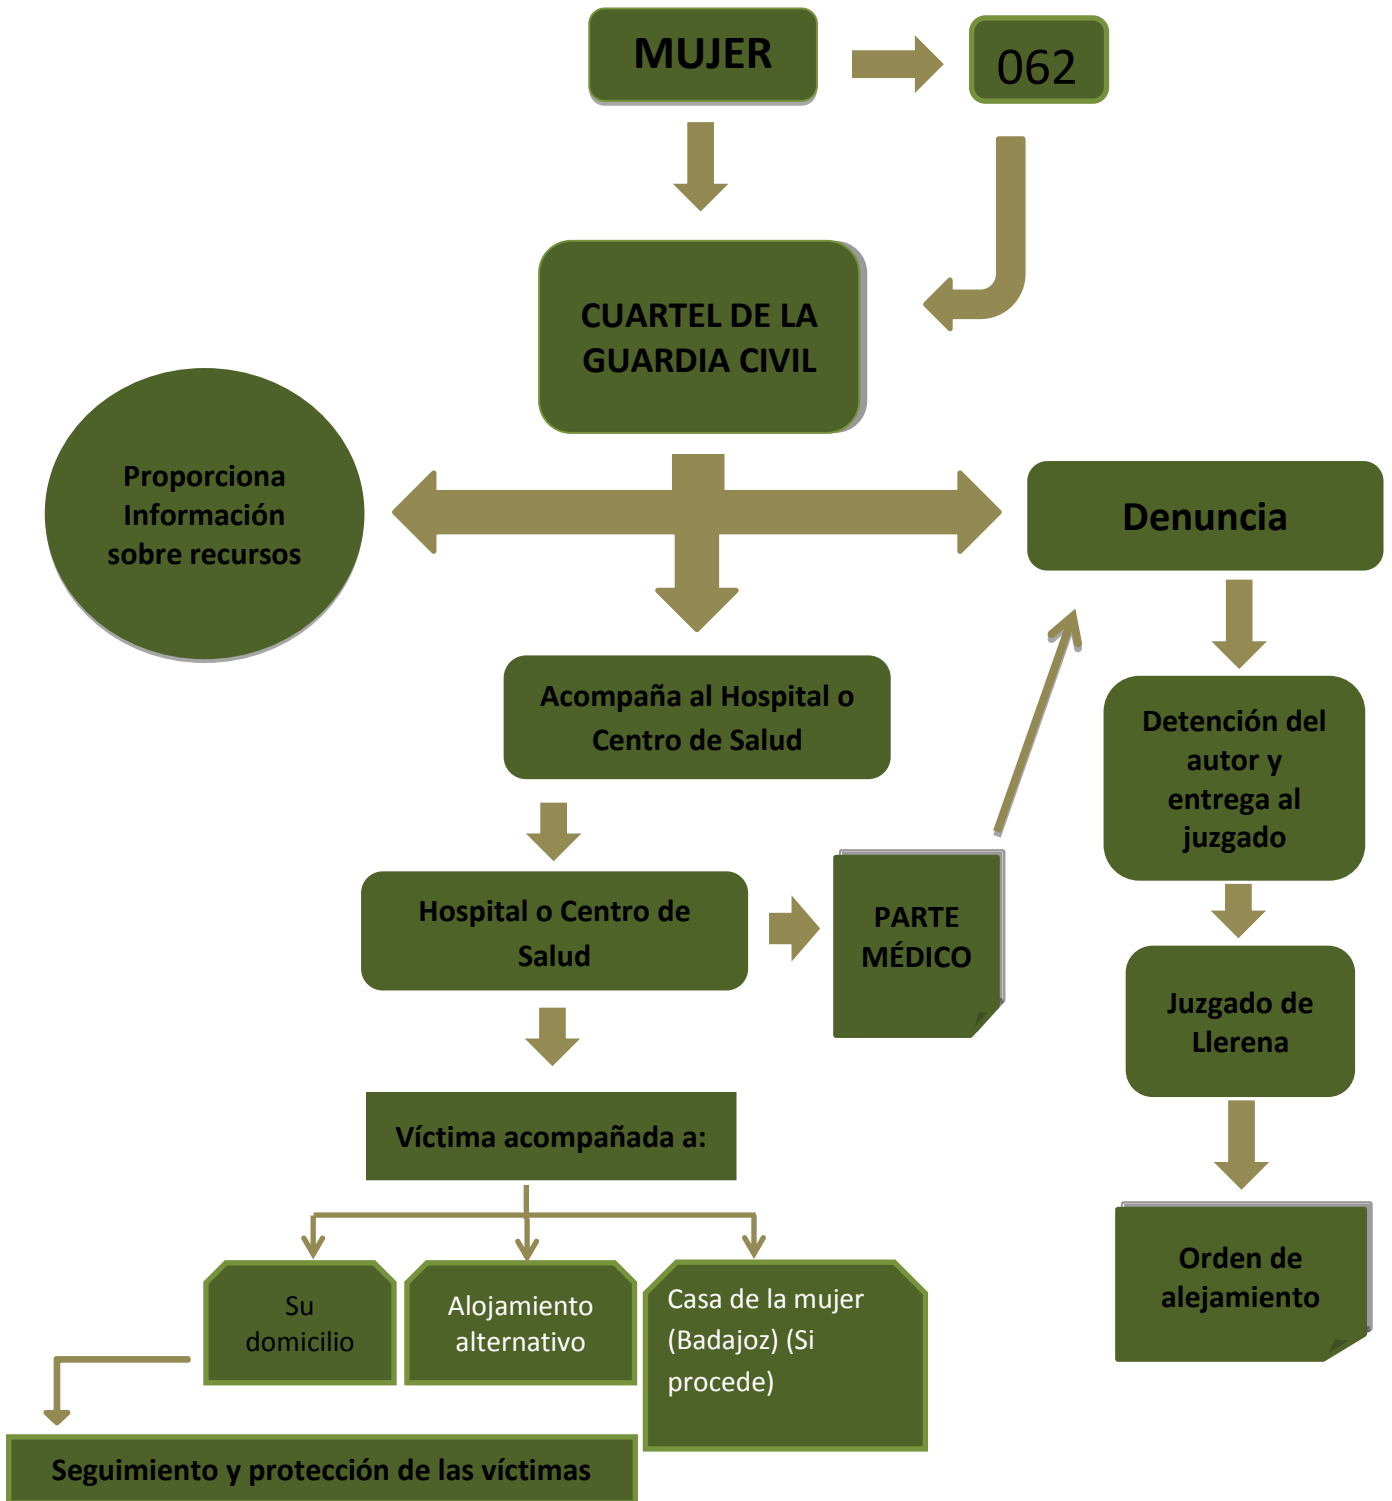 MUJER
062
CUARTEL DE LA
GUARDIA CIVIL
Proporciona
Información
sobre recursos
Denuncia
Acompaña al Hospital o
Centro de Salud
Detención del
autor y
entrega al
juzgado
Hospital o Centro de
Salud
PARTE
MÉDICO
Juzgado de
Llerena
Víctima acompañada a:
Orden de
alejamiento
Su
domicilio
Alojamiento
alternativo
Casa de la mujer
(Badajoz) (Si
procede)
Seguimiento y protección de las víctimas